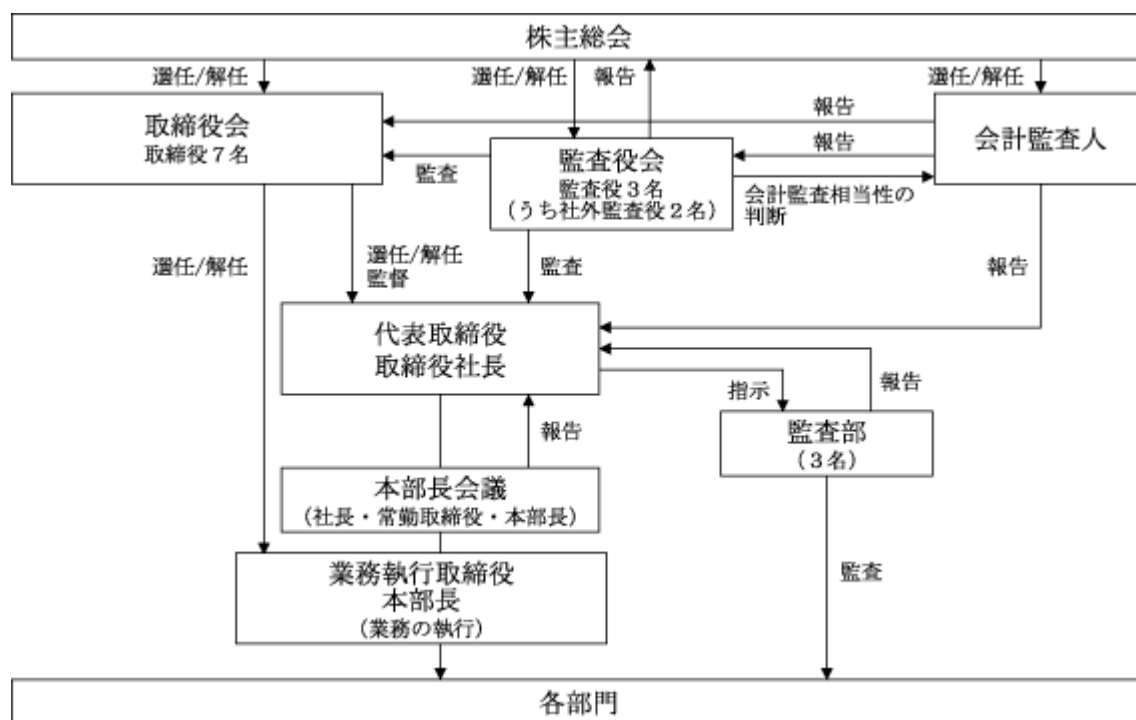 株主総会
選任/解任
選任/解任
報告
選任/解任
取締役会
取締役7名
報告
会計監査人
監査
監査役会
監査役3名
(うち社外監査役2名)
報告
会計監査相当性の
判断
選任/解任
選任/解任
監督
監査
報告
代表取締役
取締役社長
指示
報告
監査部
(3名)
報告
本部長会議
(社長・常勤取締役・本部長)
業務執行取締役
本部長
(業務の執行)
監査
各部門